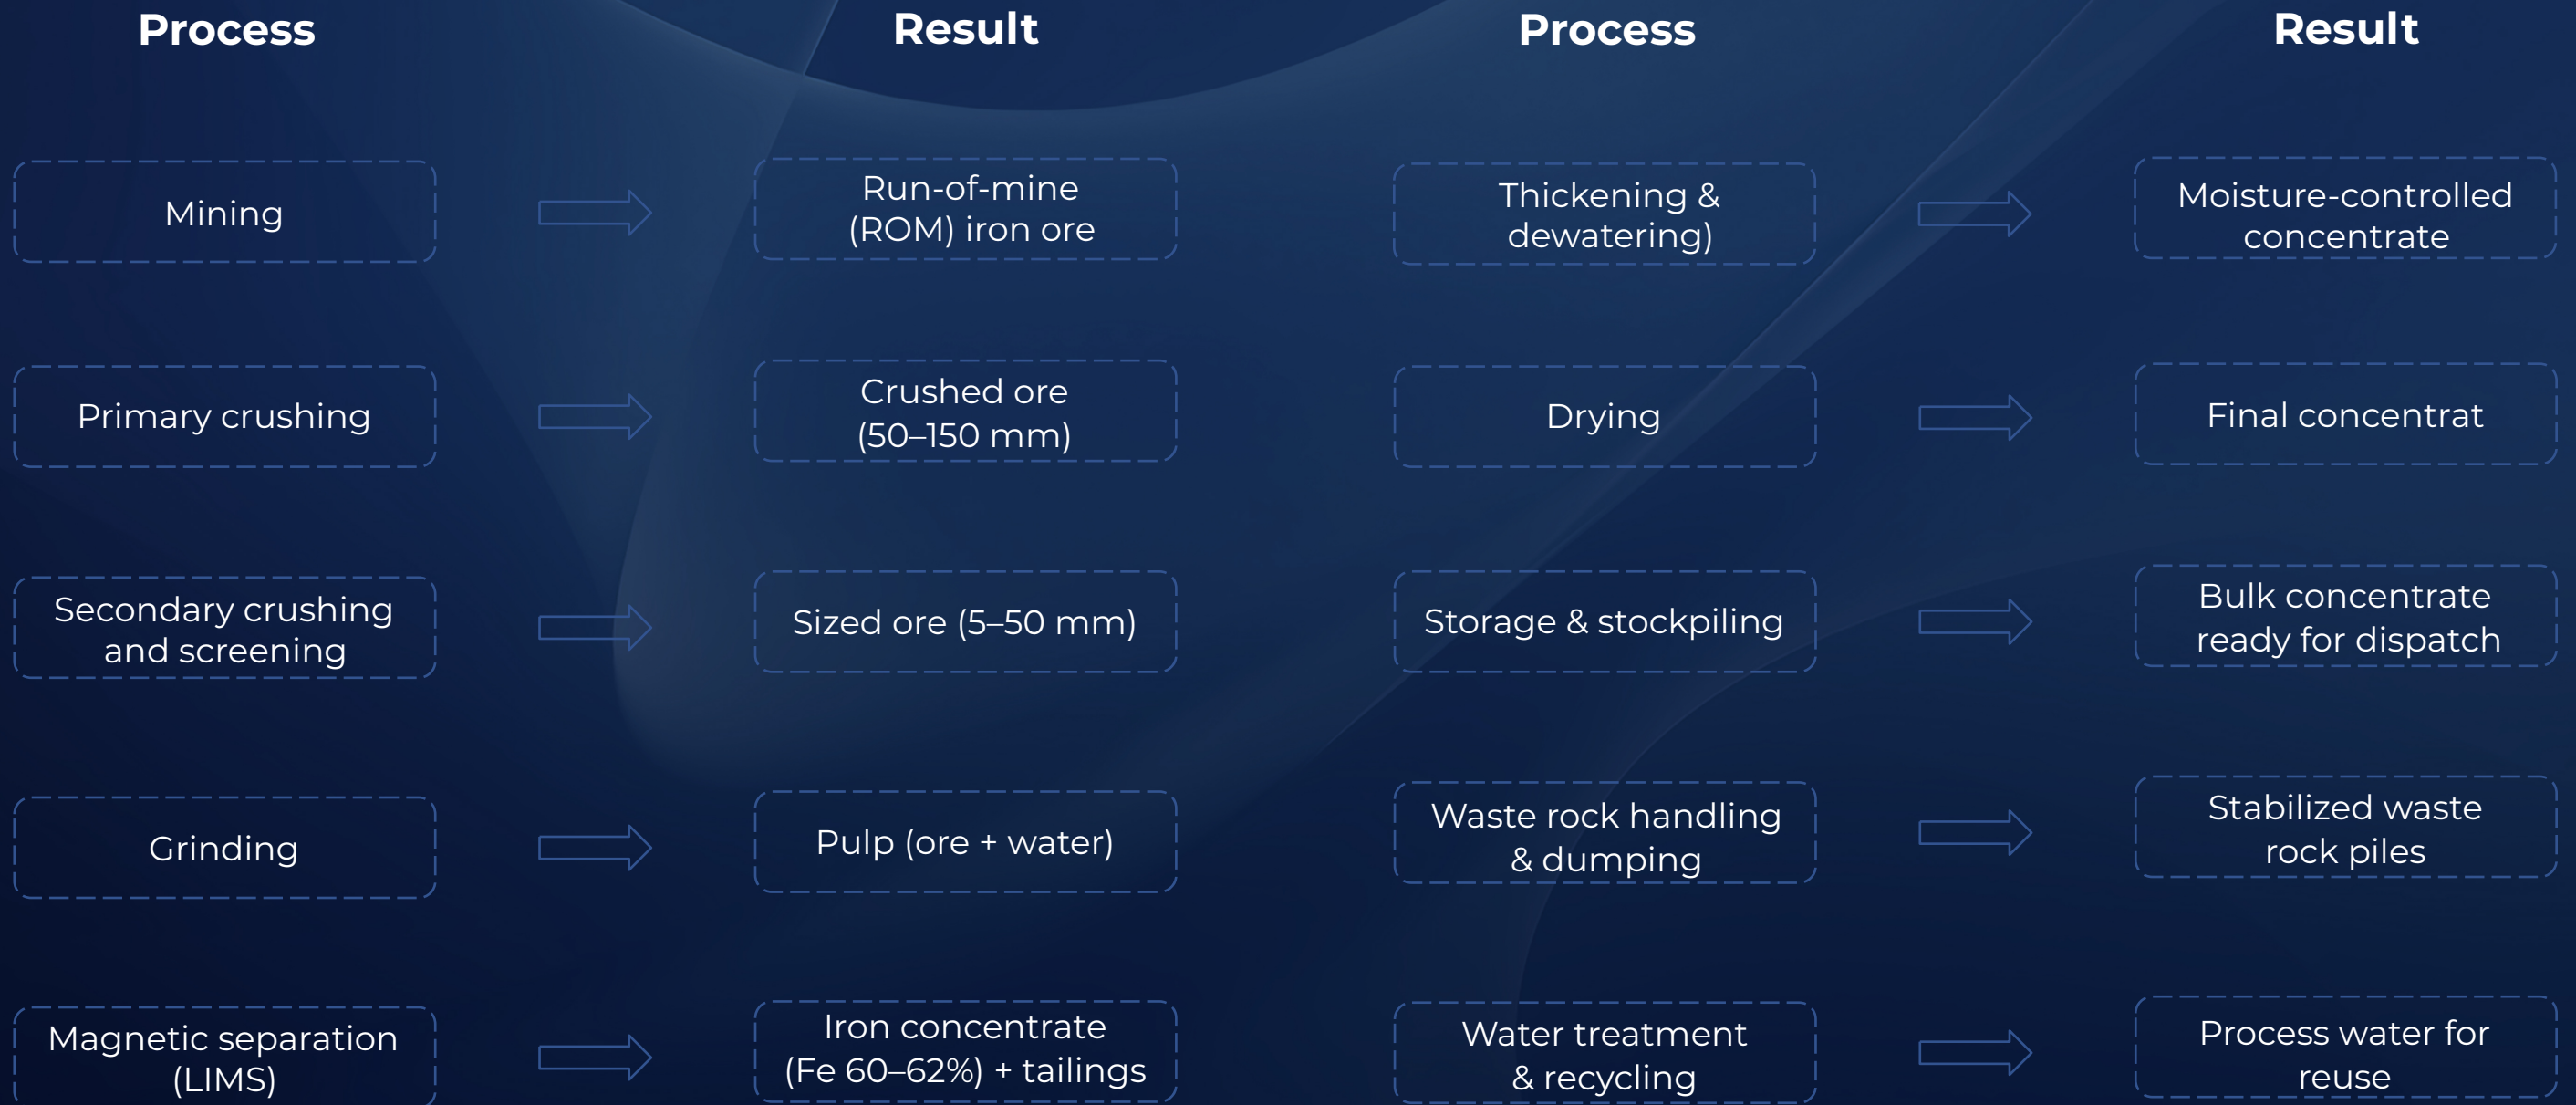 Process
Result
Process
Result
Mining
Run-of-mine
(ROM) iron ore
Thickening &
dewatering)
Moisture-controlled
concentrate
Primary crushing
Crushed ore
(50–150 mm)
Drying
Final concentrat
Secondary crushing
and screening
Sized ore (5–50 mm)
Storage & stockpiling
Bulk concentrate
ready for dispatch
Grinding
Pulp (ore + water)
Waste rock handling
& dumping
Stabilized waste
rock piles
Magnetic separation
(LIMS)
Iron concentrate
(Fe 60–62%) + tailings
Water treatment
& recycling
Process water for
reuse